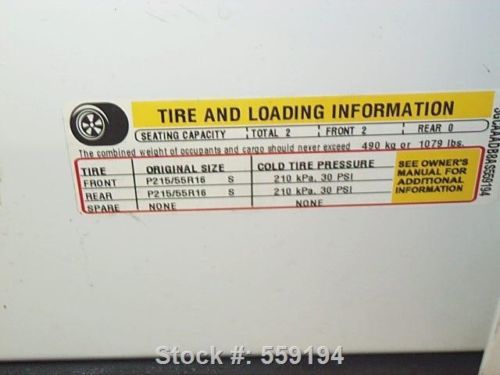 TIRE AND LOADING INFORMATION
SEATING CAPACITY TOTAL 2 FRONT 2 REAR 0
The combined weight of occupants and cargo should never exceed 490 kg or 1079 lbs.
TIRE ORIGINAL SIZE COLD TIRE PRESSURE
FRONT P215/55R16 S 210 kPa, 30 PSI
REAR P215/55R16 S 210 kPa, 30 PSI
SPARE NONE NONE
SEE OWNER'S
MANUAL FOR
ADDITIONAL
INFORMATION
Stock #: 559194